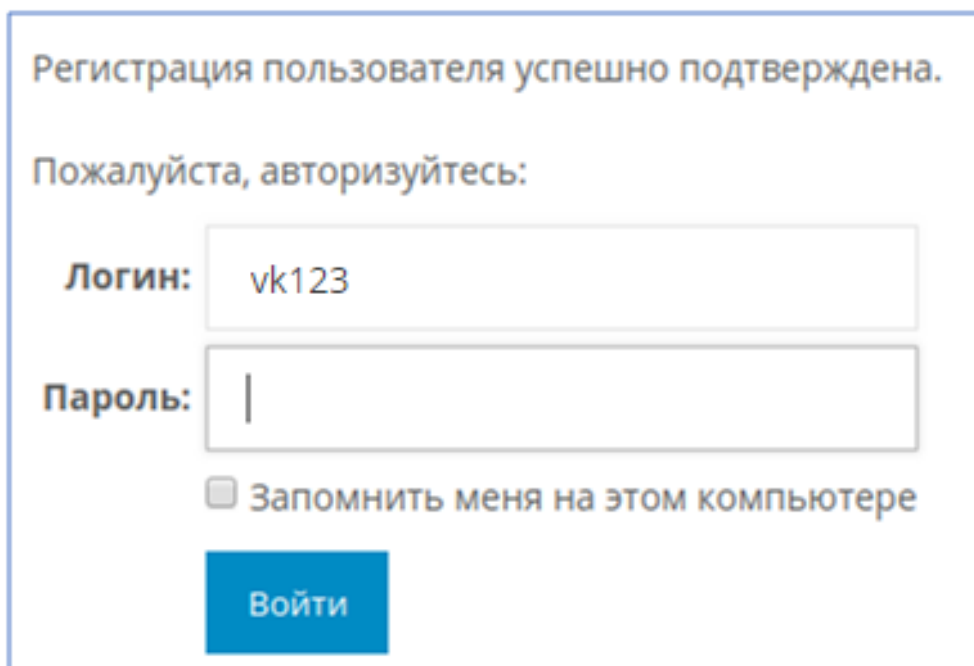 Регистрация пользователя успешно подтверждена.
Пожалуйста, авторизуйтесь:
Логин: vk123
Пароль:
Запомнить меня на этом компьютере
Войти